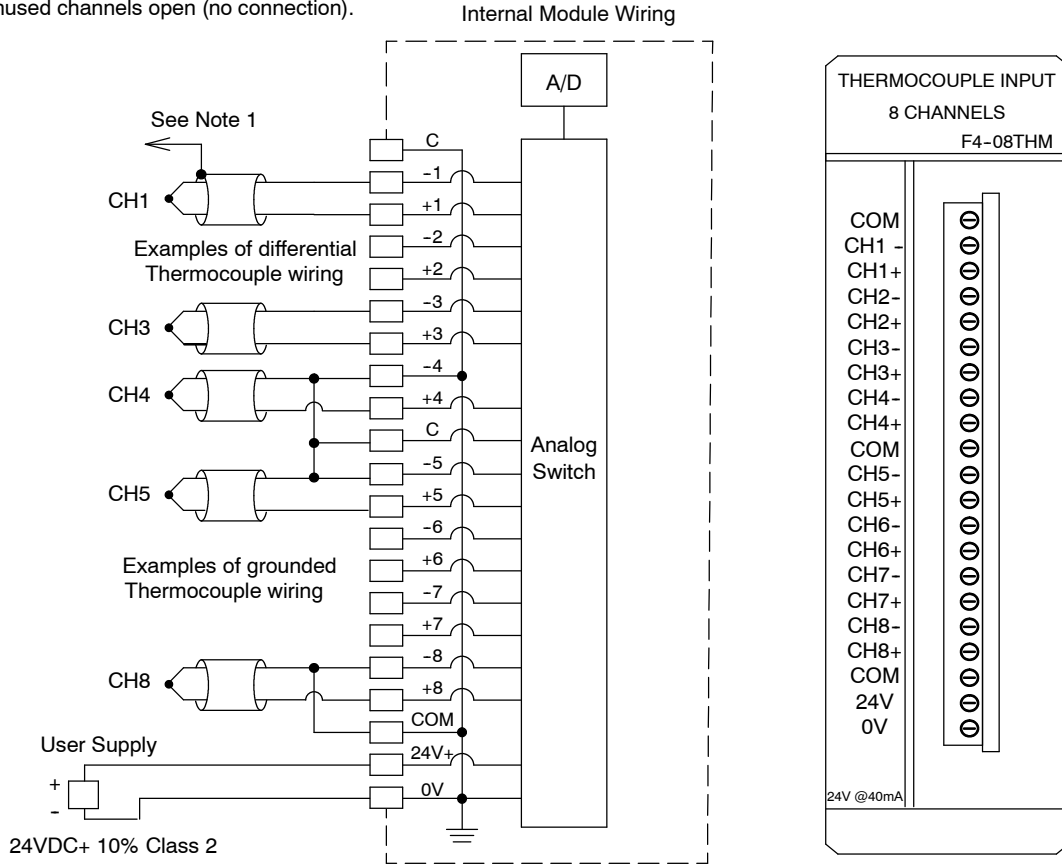 nused channels open (no connection).
Internal Module Wiring
A/D
See Note 1
CH1
Examples of differential
Thermocouple wiring
CH3
CH4
CH5
Examples of grounded
Thermocouple wiring
CH8
User Supply
+
-
24VDC+ 10% Class 2
C
-1
+1
-2
+2
-3
+3
-4
+4
C
-5
+5
-6
+6
-7
+7
-8
+8
COM
24V+
0V
Analog
Switch
THERMOCOUPLE INPUT
8 CHANNELS
F4-08THM
COM
CH1 -
CH1+
CH2-
CH2+
CH3-
CH3+
CH4-
CH4+
COM
CH5-
CH5+
CH6-
CH6+
CH7-
CH7+
CH8-
CH8+
COM
24V
0V
24V @40mA